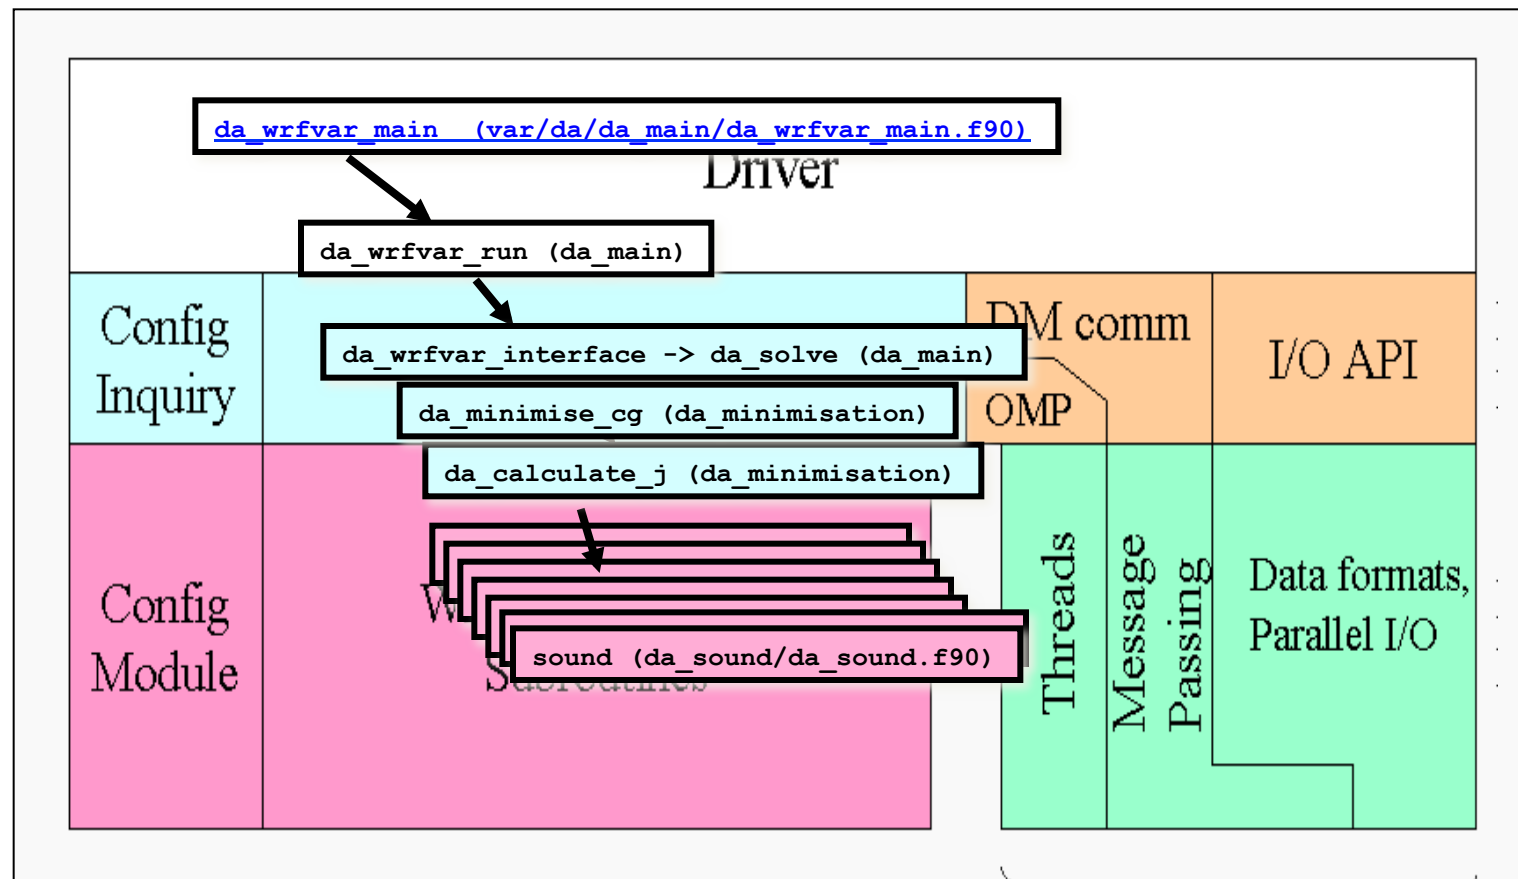 da_wrfvar_main (var/da/da_main/da_wrfvar_main.f90)
Driver
da_wrfvar_run (da_main)
Config
Inquiry
DM comm
da_wrfvar_interface -> da_solve (da_main)
I/O API
OMP
da_minimise_cg (da_minimisation)
da_calculate_j (da_minimisation)
Config
Module
sound (da_sound/da_sound.f90)
Subroutines
Threads
Message
Passing
Data formats,
Parallel I/O